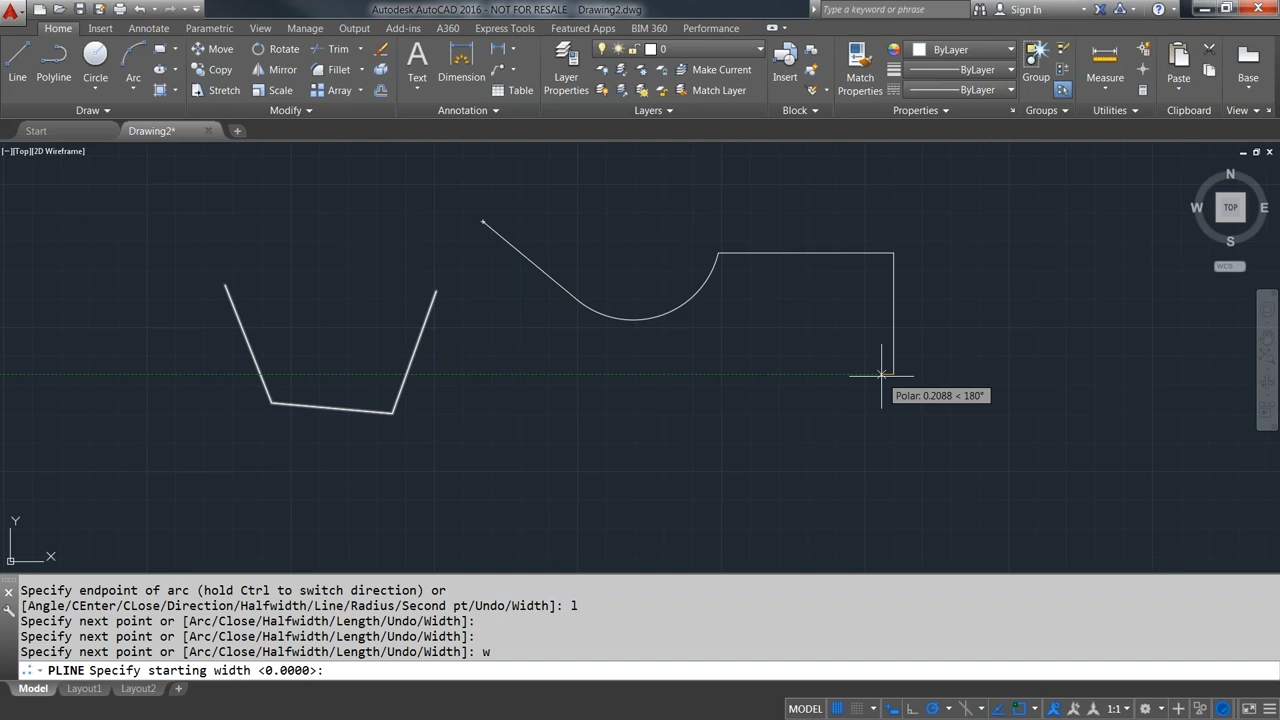 Autodesk AutoCAD 2016 - NOT FOR RESALE Drawing2.dwg
Type a keyword or phrase
Sign In
Home Insert Annotate Parametric View Manage Output Add-ins A360 Express Tools Featured Apps BIM 360 Performance
Line Polyline Circle Arc
Move Rotate Trim
Copy Mirror Fillet
Stretch Scale Array
Text Dimension
Table
Layer Properties
0
Make Current
Match Layer
Insert
Match Properties
ByLayer
ByLayer
ByLayer
Group
Measure
Paste
Base
Draw Modify Annotation Layers Block Properties Groups Utilities Clipboard View
Start Drawing2*
[−][Top][2D Wireframe]
N
W TOP E
S
WCS
Polar: 0.2088 < 180°
Y
X
Specify endpoint of arc (hold Ctrl to switch direction) or
[Angle/CEnter/CLose/Direction/Halfwidth/Line/Radius/Second pt/Undo/Width]: l
Specify next point or [Arc/Close/Halfwidth/Length/Undo/Width]:
Specify next point or [Arc/Close/Halfwidth/Length/Undo/Width]:
Specify next point or [Arc/Close/Halfwidth/Length/Undo/Width]: w
PLINE Specify starting width <0.0000>:
Model Layout1 Layout2 +
MODEL 1:1